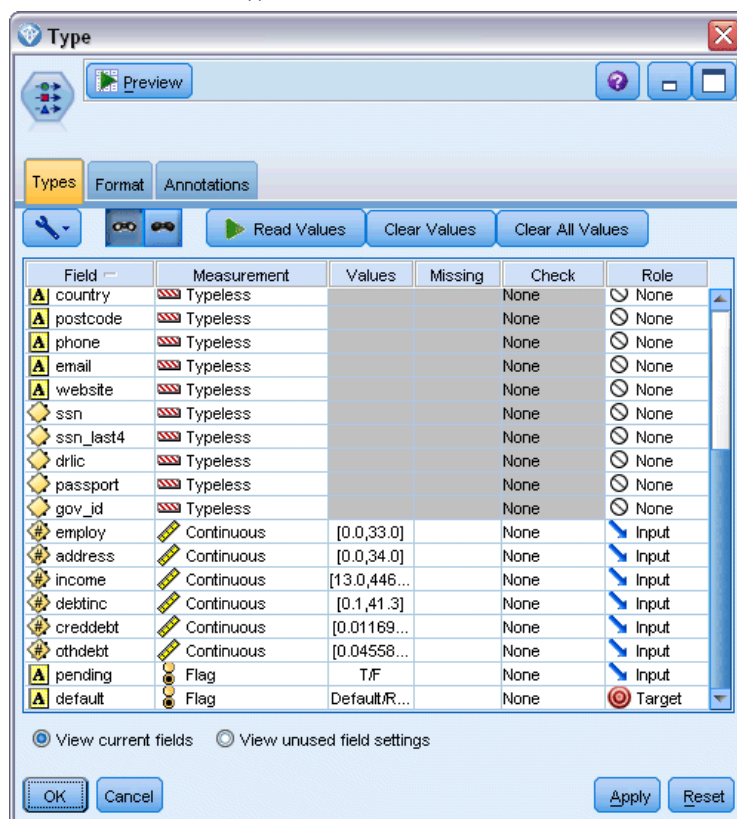 Type
Preview
Types Format Annotations
Read Values Clear Values Clear All Values
Field Measurement Values Missing Check Role
A country Typeless None None
A postcode Typeless None None
A phone Typeless None None
A email Typeless None None
A website Typeless None None
ssn Typeless None None
ssn_last4 Typeless None None
drlic Typeless None None
passport Typeless None None
gov_id Typeless None None
# employ Continuous [0.0,33.0] None Input
# address Continuous [0.0,34.0] None Input
# income Continuous [13.0,446... None Input
# debtinc Continuous [0.1,41.3] None Input
# creddebt Continuous [0.01169... None Input
# othdebt Continuous [0.04558... None Input
A pending Flag T/F None Input
A default Flag Default/R... None Target
View current fields View unused field settings
OK Cancel Apply Reset